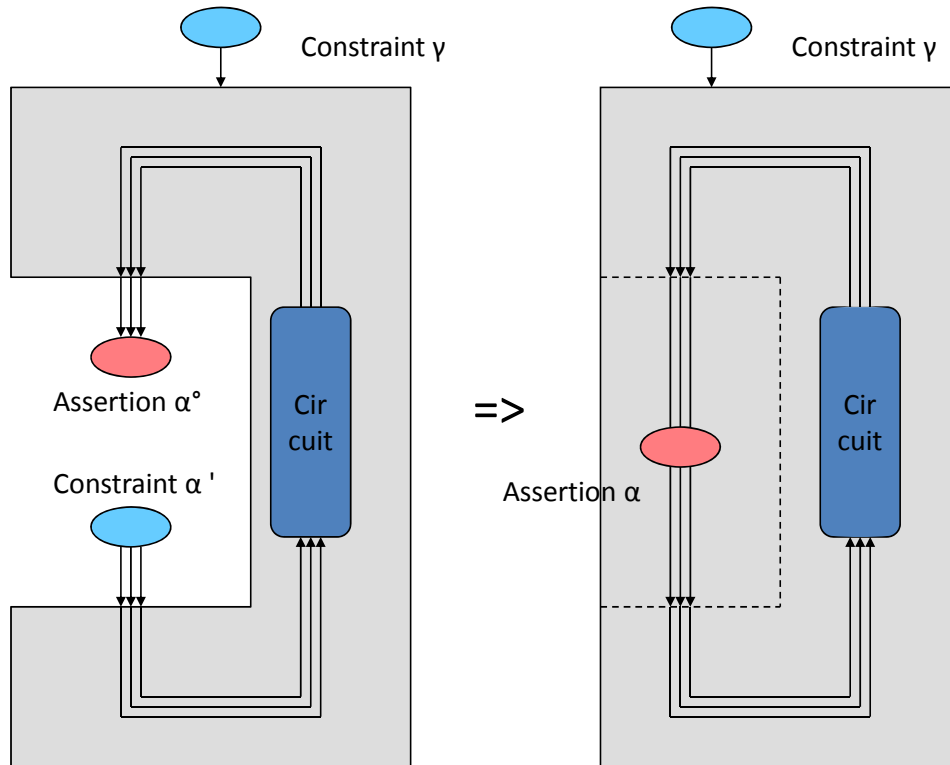 Constraint γ
Constraint γ
Assertion α°
Constraint α '
Cir
cuit
=>
Assertion α
Cir
cuit